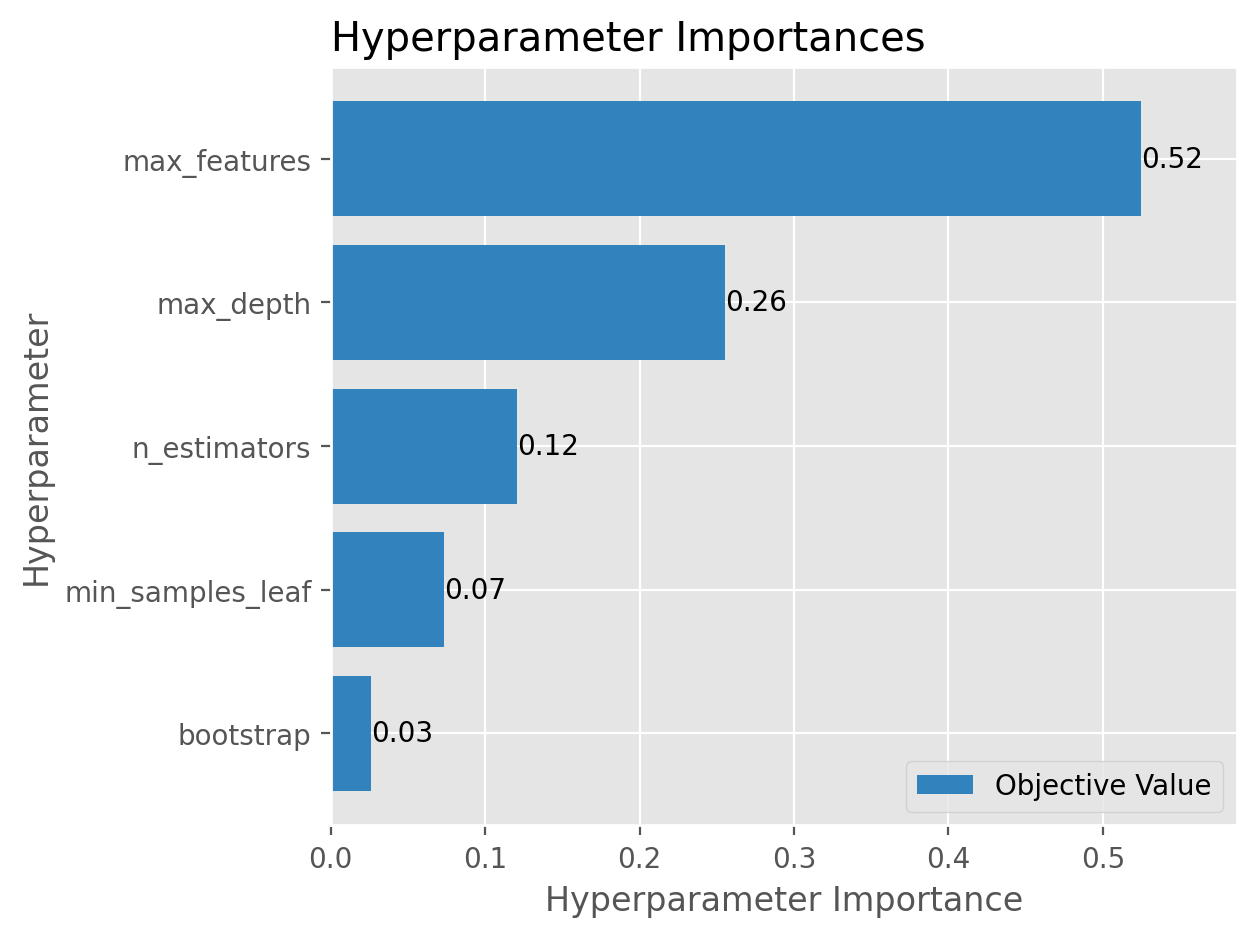 Hyperparameter Importances
Hyperparameter
max_features
0.52
max_depth
0.26
n_estimators
0.12
min_samples_leaf
0.07
bootstrap
0.03
Objective Value
0.0 0.1 0.2 0.3 0.4 0.5
Hyperparameter Importance